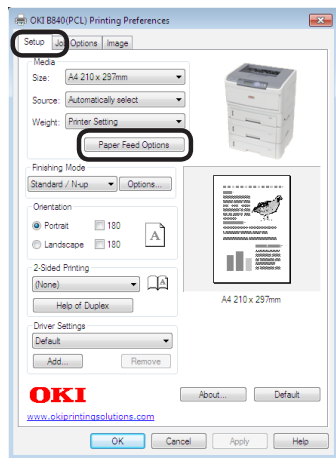 OKI B840(PCL) Printing Preferences
Setup Job Options Image
Media
Size: A4 210 x 297mm
Source: Automatically select
Weight: Printer Setting
Paper Feed Options
Finishing Mode
Standard / N-up Options...
Orientation
Portrait 180
Landscape 180
A
2-Sided Printing
(None)
A
Help of Duplex
A4 210 x 297mm
Driver Settings
Default
Add... Remove
OKI
About... Default
www.okiprintingsolutions.com
OK Cancel Apply Help